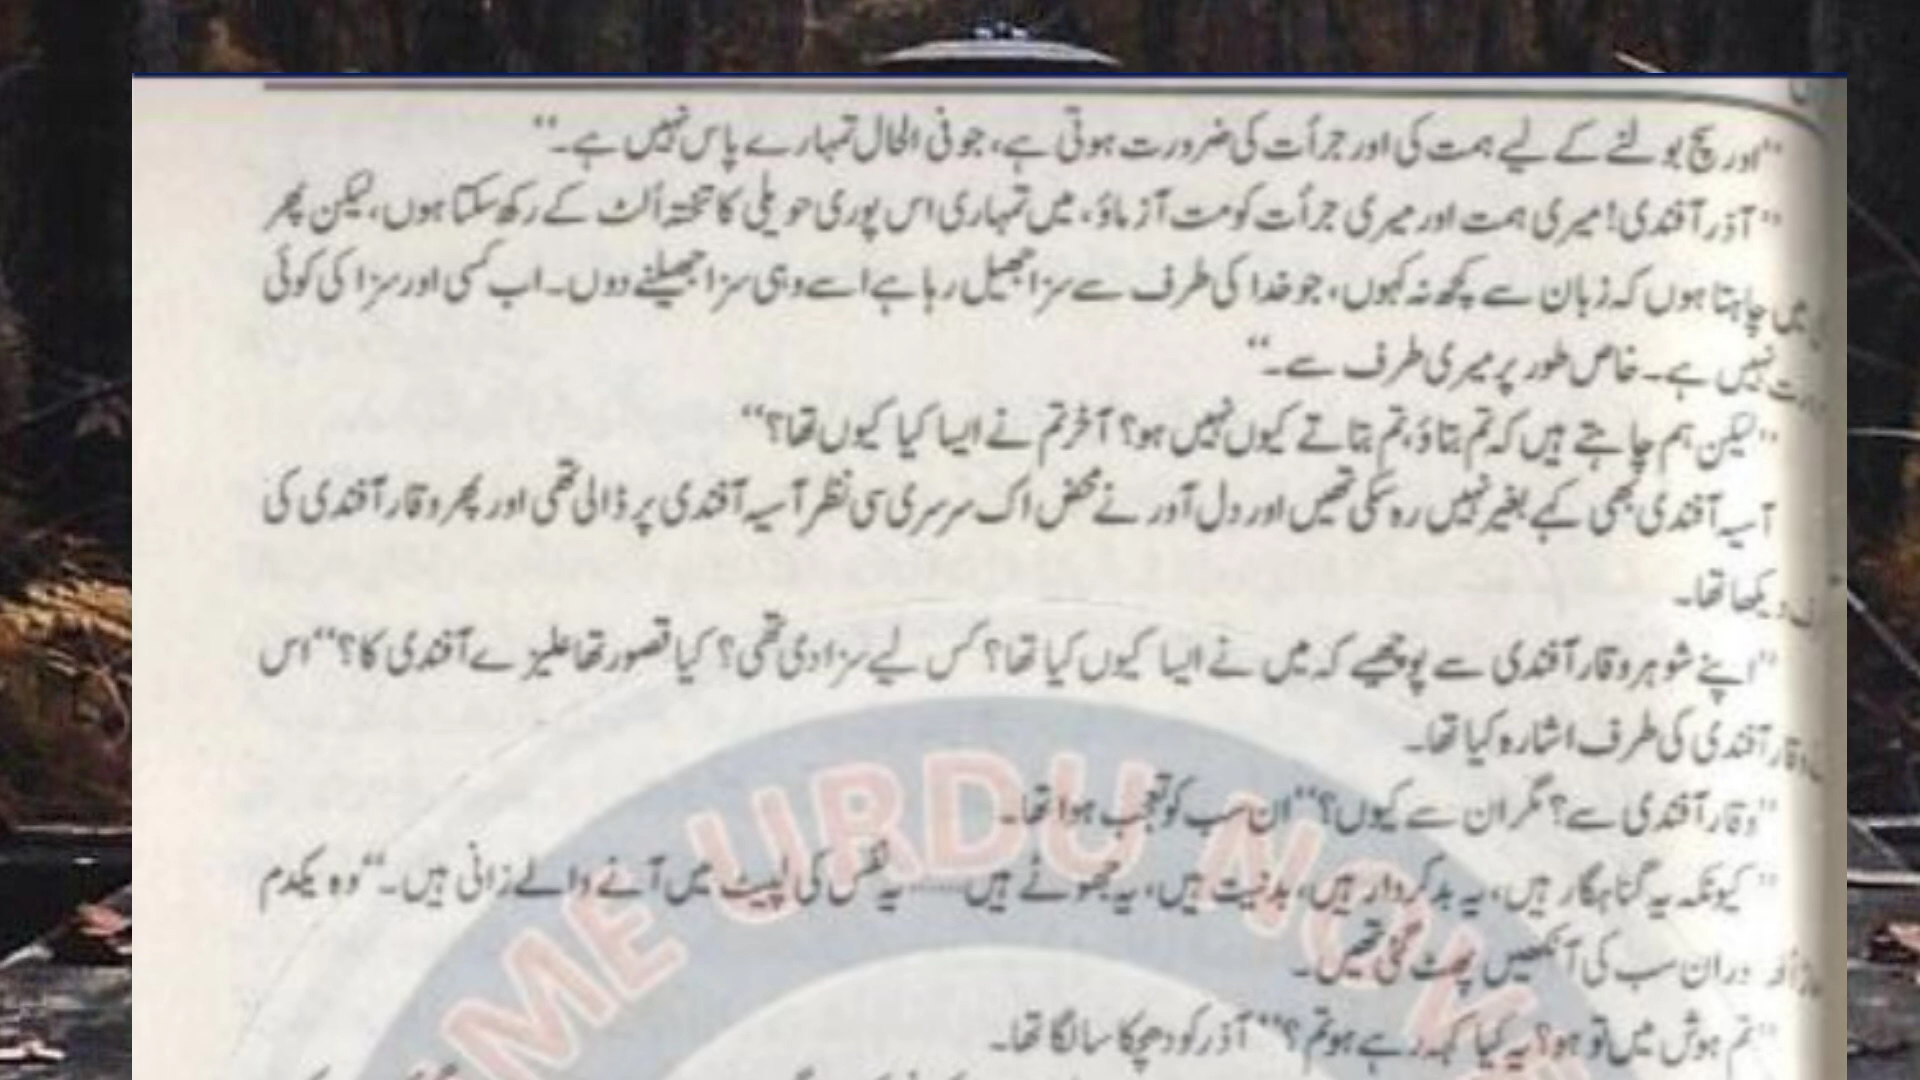 ”اور سچ بولنے کے لیے ہمت کی اور جرأت کی ضرورت ہوتی ہے، جو فی الحال تمہارے پاس نہیں ہے۔“
”آذر آفندی! میری ہمت اور میری جرأت کو مت آزماؤ، میں تمہاری اس پوری حویلی کا تختہ اُلٹ کے رکھ سکتا ہوں، لیکن پھر
میں چاہتا ہوں کہ زبان سے کچھ نہ کہوں، جو خدا کی طرف سے سزا جھیل رہا ہے اسے وہی سزا جھیلنے دوں۔ اب کسی اور سزا کی کوئی
نہیں ہے۔ خاص طور پر میری طرف سے۔“
”لیکن ہم چاہتے ہیں کہ تم بتاؤ، تم بتاتے کیوں نہیں ہو؟ آخر تم نے ایسا کیا کیوں تھا؟“
آسیہ آفندی بھی کہے بغیر نہیں رہ سکی تھیں اور دل آور نے محض اک سرسری سی نظر آسیہ آفندی پر ڈالی تھی اور پھر وقار آفندی کی
دیکھا تھا۔
”اپنے شوہر وقار آفندی سے پوچھیے کہ میں نے ایسا کیوں کیا تھا؟ کس لیے سزا دی تھی؟ کیا قصور تھا علیزے آفندی کا؟“ اس
وقار آفندی کی طرف اشارہ کیا تھا۔
”وقار آفندی سے؟ مگر ان سے کیوں؟“ ان سب کو تعجب ہوا تھا۔
”کیونکہ یہ گناہگار ہیں، یہ بدکردار ہیں، بدنیت ہیں، یہ جھوٹے ہیں...... یہ نفس کی لپیٹ میں آنے والے زانی ہیں۔“ وہ یکدم
اور ان سب کی آنکھیں پھٹ گئی تھیں۔
”تم ہوش میں تو ہو؟ یہ کیا کہہ رہے ہو تم؟“ آذر کو دھچکا سا لگا تھا۔
ME URDU NOVE